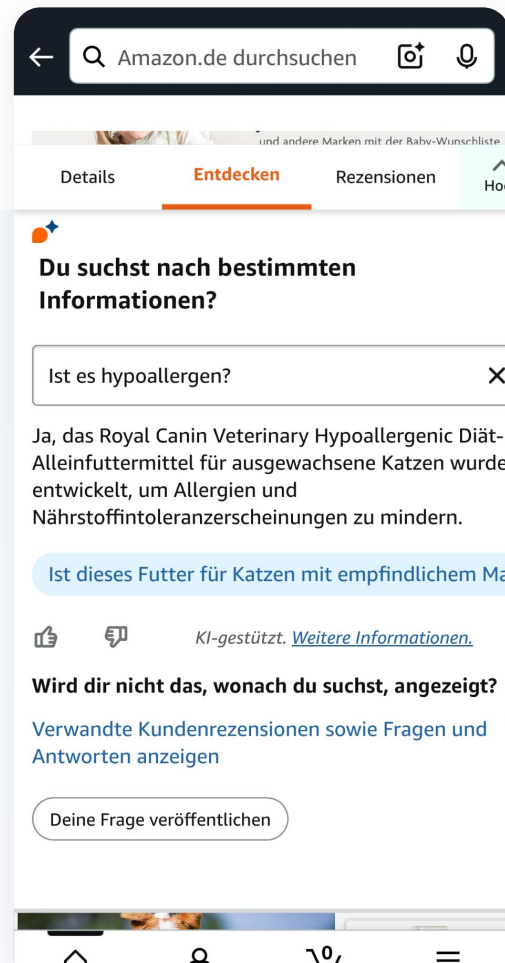 Amazon.de durchsuchen
und andere Marken mit der Baby-Wunschliste
Details
Entdecken
Rezensionen
Du suchst nach bestimmten
Informationen?
Ist es hypoallergen?
Ja, das Royal Canin Veterinary Hypoallergenic Diät-
Alleinfuttermittel für ausgewachsene Katzen wurde
entwickelt, um Allergien und
Nährstoffintoleranzerscheinungen zu mindern.
Ist dieses Futter für Katzen mit empfindlichem
KI-gestützt. Weitere Informationen.
Wird dir nicht das, wonach du suchst, angezeigt?
Verwandte Kundenrezensionen sowie Fragen und
Antworten anzeigen
Deine Frage veröffentlichen
0